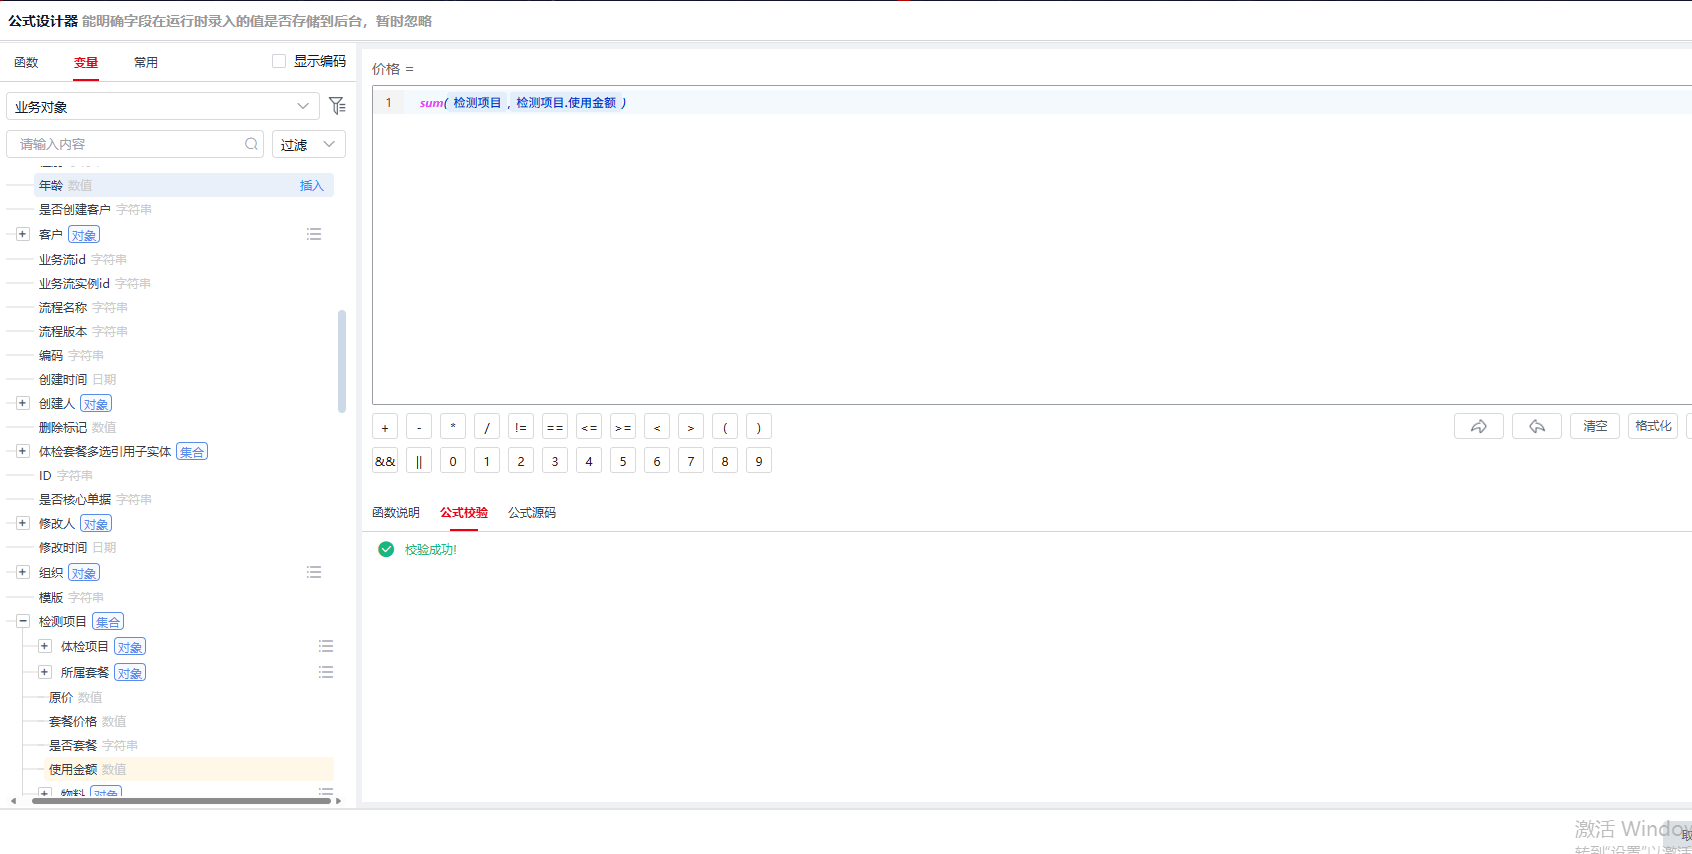 公式设计器 能明确字段在运行时录入的值是否存储到后台，暂时忽略
函数 变量 常用 显示编码
业务对象
请输入内容 过滤
年龄 数值 插入
是否创建客户 字符串
客户 对象
业务流id 字符串
业务流实例id 字符串
流程名称 字符串
流程版本 字符串
编码 字符串
创建时间 日期
创建人 对象
删除标记 数值
体检套餐多选引用子实体 集合
ID 字符串
是否核心单据 字符串
修改人 对象
修改时间 日期
组织 对象
模版 字符串
检测项目 集合
体检项目 对象
所属套餐 对象
原价 数值
套餐价格 数值
是否套餐 字符串
使用金额 数值
物料 对象
价格 =
1 sum( 检测项目 , 检测项目.使用金额 )
+ - * / != == <= >= < > ( )
清空 格式化
&& || 0 1 2 3 4 5 6 7 8 9
函数说明 公式校验 公式源码
校验成功!
激活 Window
取
转到"设置"以激活